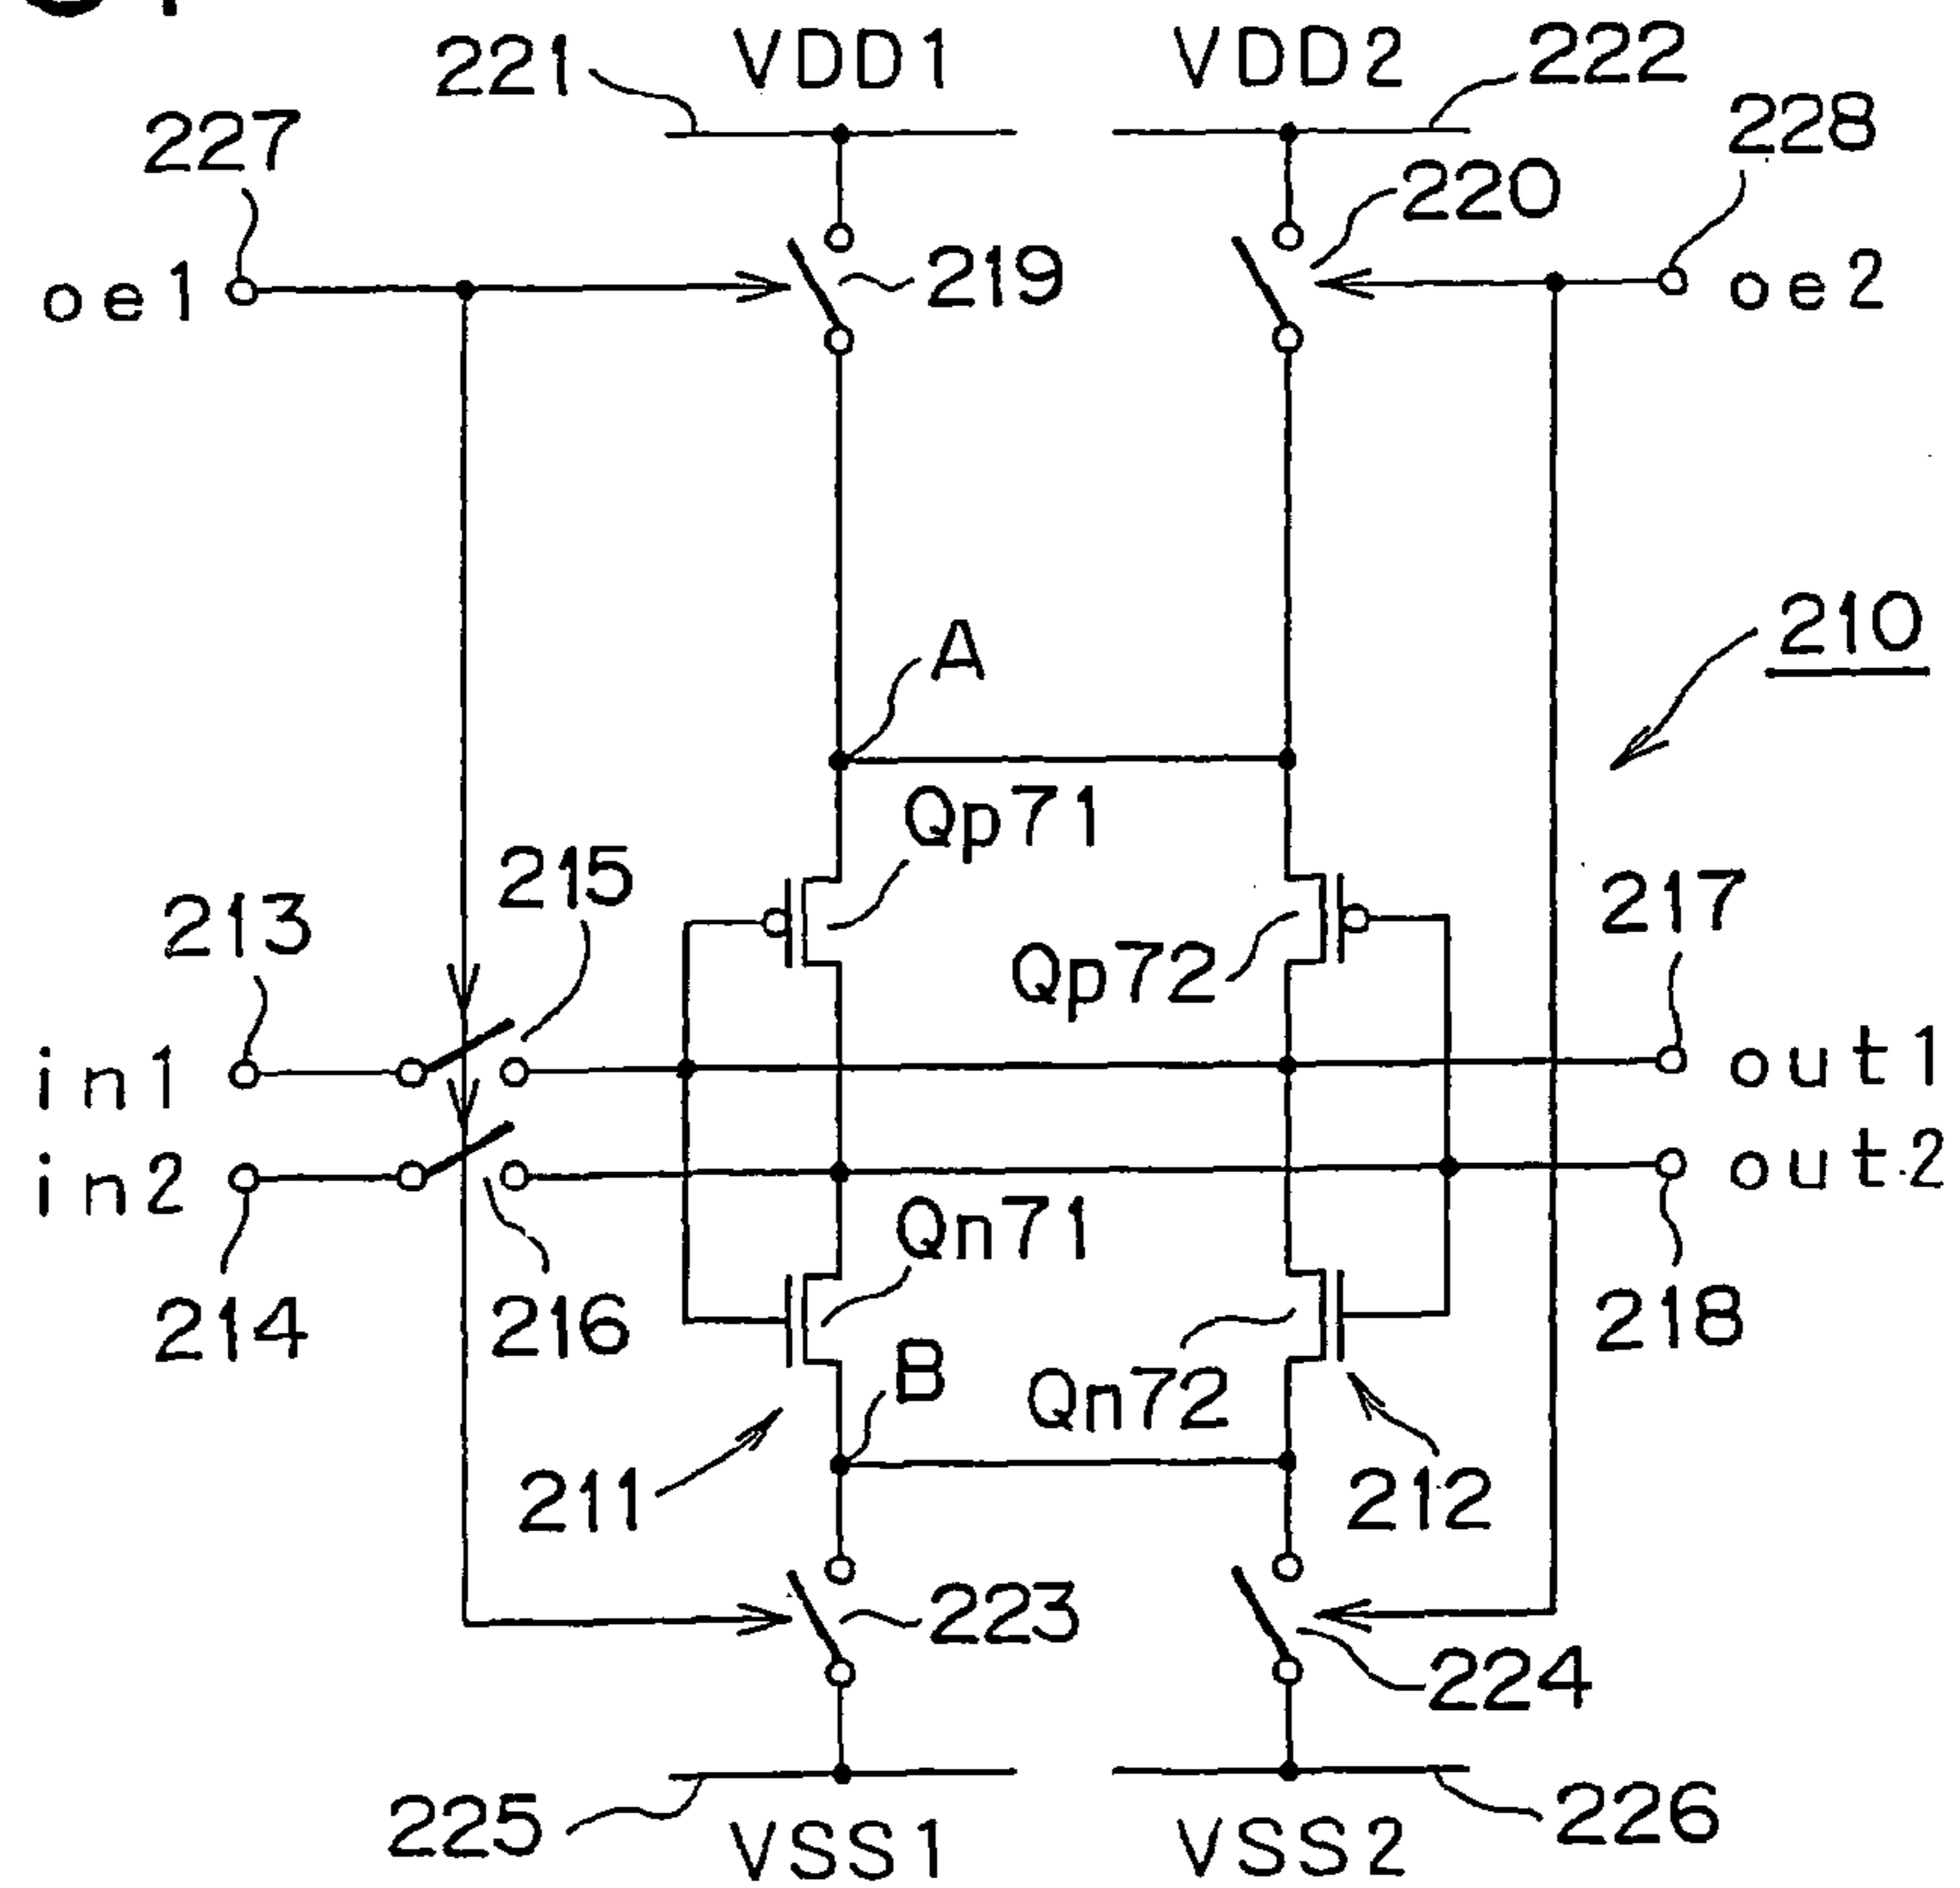 221 VDD1 VDD2 222
227 228
220
oe1 219 oe2
210
A
Qp71
215
213 217
Qp72
in1 out1
in2 out2
Qn71
214 216 218
B
Qn72
211 212
223
224
225 226
VSS1 VSS2